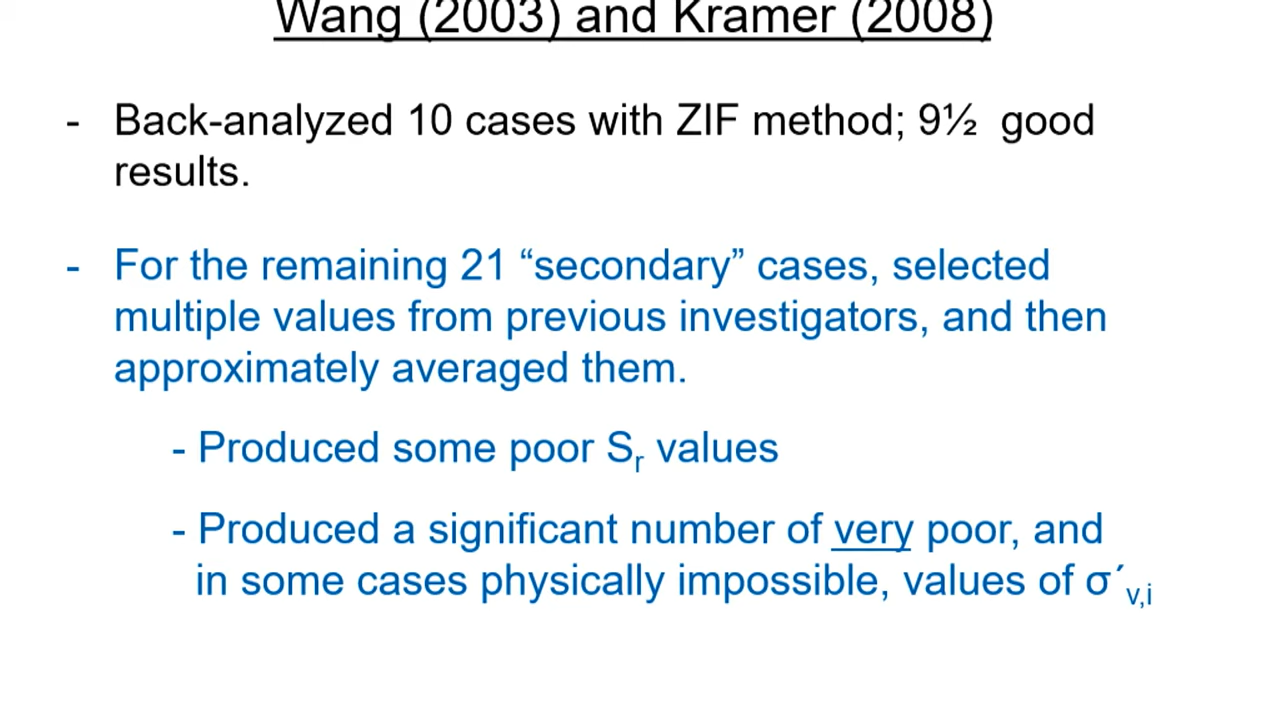 Wang (2003) and Kramer (2008)
- Back-analyzed 10 cases with ZIF method; 9½ good
results.
- For the remaining 21 “secondary” cases, selected
multiple values from previous investigators, and then
approximately averaged them.
- Produced some poor Sr values
- Produced a significant number of very poor, and
in some cases physically impossible, values of σ´v,i